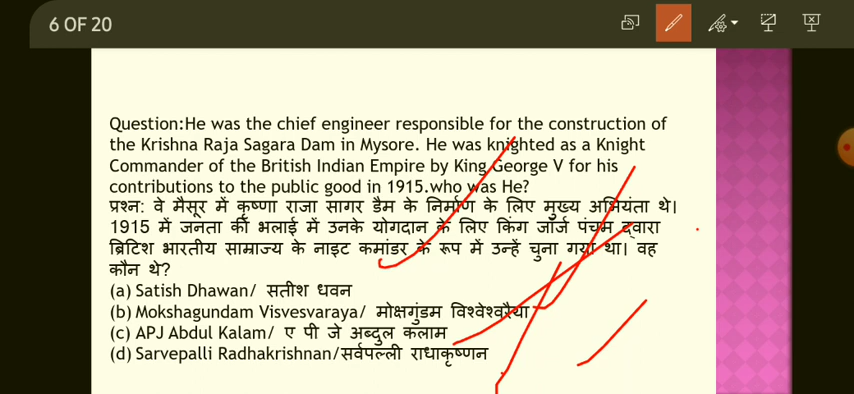 6 OF 20
Question:He was the chief engineer responsible for the construction of
the Krishna Raja Sagara Dam in Mysore. He was knighted as a Knight
Commander of the British Indian Empire by King George V for his
contributions to the public good in 1915.who was He?
प्रश्न: वे मैसूर में कृष्णा राजा सागर डैम के निर्माण के लिए मुख्य अभियंता थे।
1915 में जनता की भलाई में उनके योगदान के लिए किंग जॉर्ज पंचम द्वारा
ब्रिटिश भारतीय साम्राज्य के नाइट कमांडर के रूप में उन्हें चुना गया था। वह
कौन थे?
(a) Satish Dhawan/ सतीश धवन
(b) Mokshagundam Visvesvaraya/ मोक्षगुंडम विश्वेश्वरैया
(c) APJ Abdul Kalam/ ए पी जे अब्दुल कलाम
(d) Sarvepalli Radhakrishnan/सर्वपल्ली राधाकृष्णन